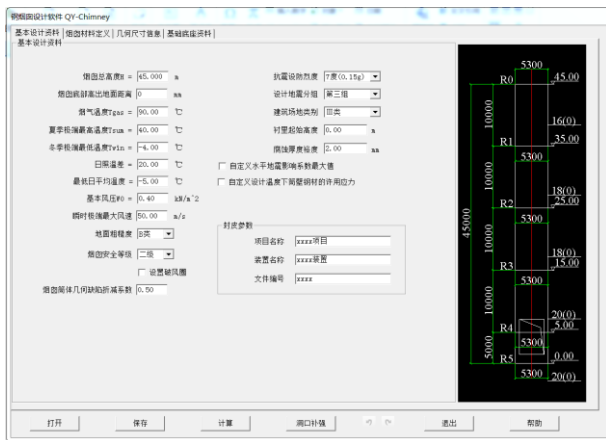 钢烟囱设计软件 QY-Chimney
基本设计资料 烟囱材料定义 几何尺寸信息 基础底座资料
基本设计资料
烟囱总高度H = 45.000 m
烟囱底部高出地面距离 0 mm
烟气温度Tgas = 90.00 ℃
夏季极端最高温度Tsum = 40.00 ℃
冬季极端最低温度Twin = -4.00 ℃
日照温差 = 20.00 ℃
最低日平均温度 = -5.00 ℃
基本风压W0 = 0.40 kN/m^2
瞬时极端最大风速 50.00 m/s
地面粗糙度 B类
烟囱安全等级 二级
设置破风圈
烟囱筒体几何缺陷折减系数 0.50
抗震设防烈度 7度(0.15g)
设计地震分组 第三组
建筑场地类别 III类
衬里起始高度 0.00 m
腐蚀厚度裕度 2.00 mm
自定义水平地震影响系数最大值
自定义设计温度下筒壁钢材的许用应力
封皮参数
项目名称 xxxx项目
装置名称 xxxx装置
文件编号 xxxx
5300
R0 45.00
10000
16(0)
R1 35.00
10000
18(0)
R2 25.00
5300
45000
10000
18(0)
R3 15.00
5300
10000
20(0)
R4 5.00
5300
5000
R5 0.00
5300 20(0)
打开 保存 计算 洞口补强 退出 帮助